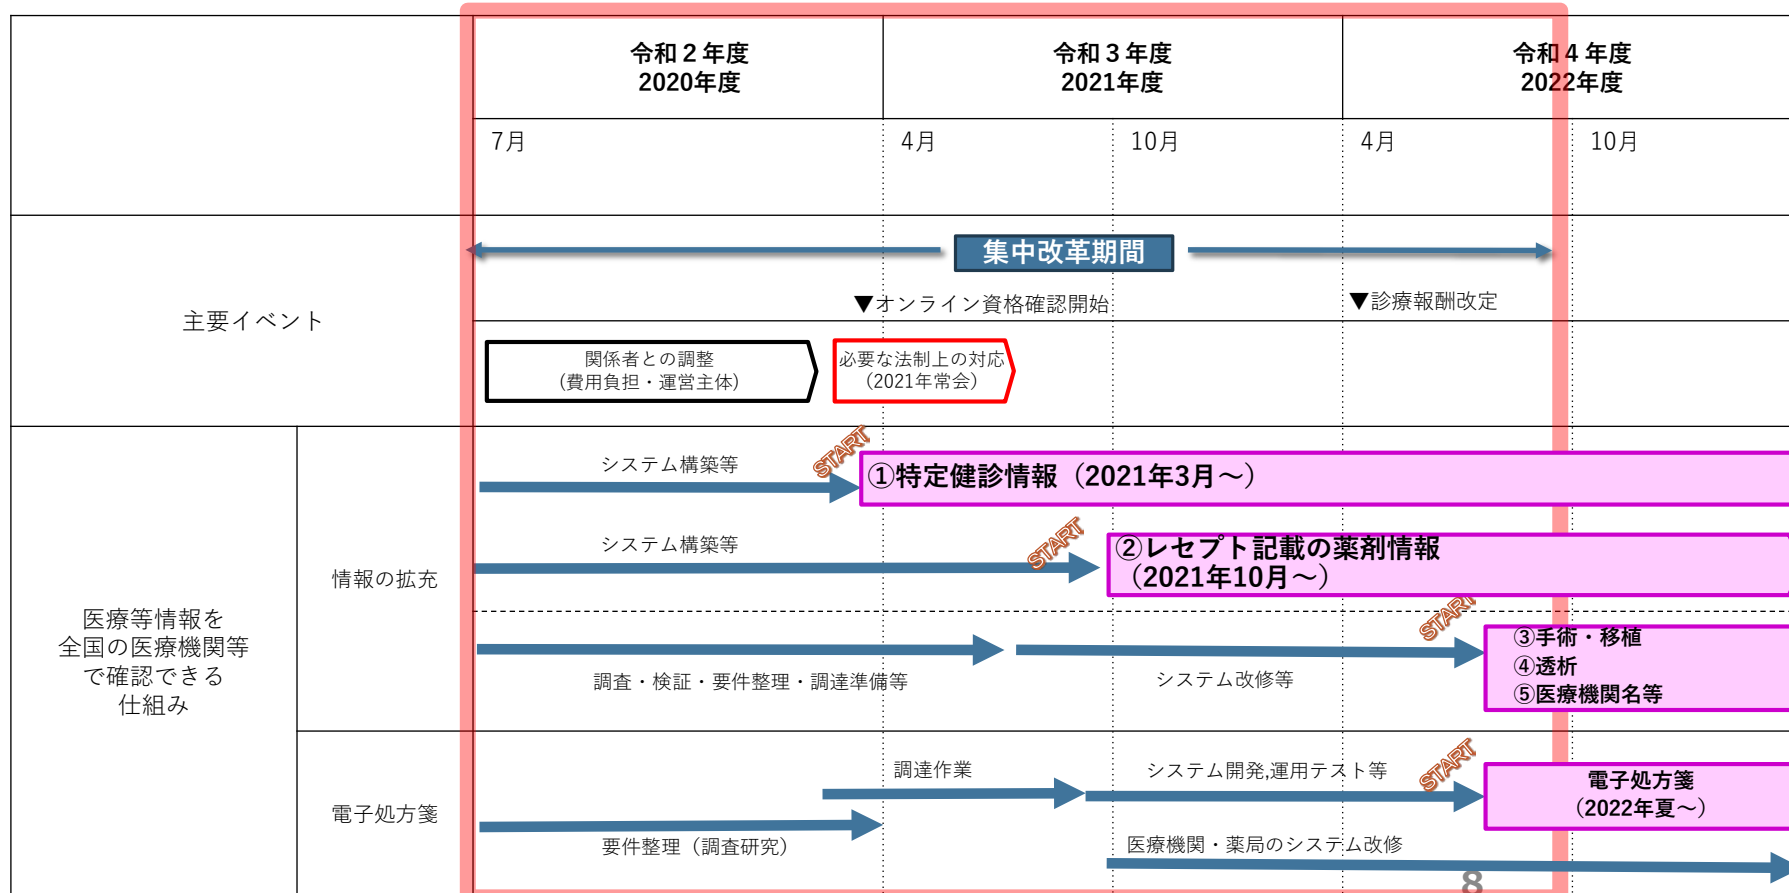 令和２年度
2020年度
令和３年度
2021年度
令和４年度
2022年度
7月
4月
10月
4月
10月
主要イベント
集中改革期間
▼オンライン資格確認開始
▼診療報酬改定
関係者との調整
(費用負担・運営主体)
必要な法制上の対応
(2021年常会)
医療等情報を
全国の医療機関等
で確認できる
仕組み
情報の拡充
システム構築等
START
①特定健診情報（2021年3月～）
システム構築等
START
②レセプト記載の薬剤情報
（2021年10月～）
調査・検証・要件整理・調達準備等
システム改修等
START
③手術・移植
④透析
⑤医療機関名等
電子処方箋
要件整理（調査研究）
調達作業
システム開発,運用テスト等
START
電子処方箋
（2022年夏～）
医療機関・薬局のシステム改修
8